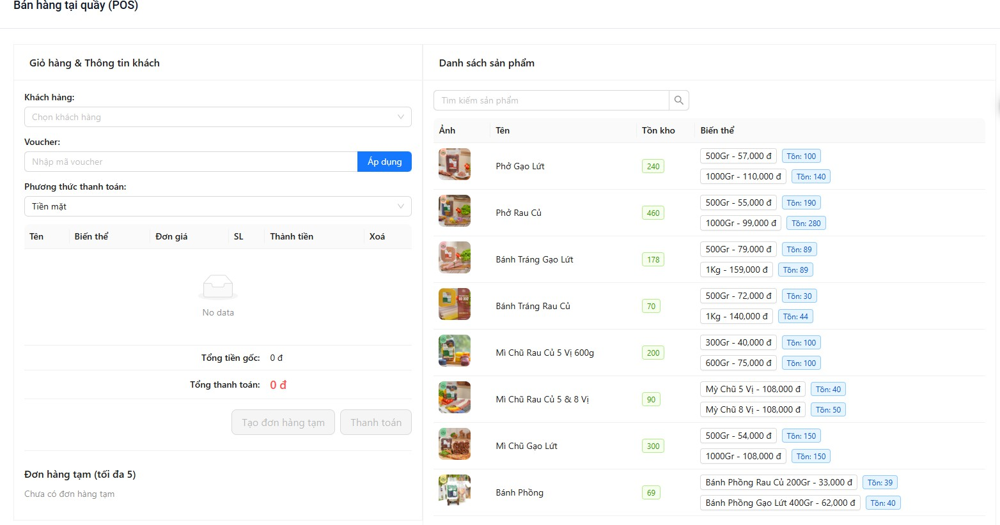 Bán hàng tại quầy (POS)
Giỏ hàng & Thông tin khách
Khách hàng:
Chọn khách hàng
Voucher:
Nhập mã voucher
Áp dụng
Phương thức thanh toán:
Tiền mặt
Tên Biến thể Đơn giá SL Thành tiền Xoá
No data
Tổng tiền gốc: 0 đ
Tổng thanh toán: 0 đ
Tạo đơn hàng tạm Thanh toán
Đơn hàng tạm (tối đa 5)
Chưa có đơn hàng tạm
Danh sách sản phẩm
Tìm kiếm sản phẩm
Ảnh Tên Tồn kho Biến thể
Phở Gạo Lứt 240
500Gr - 57,000 đ Tồn: 100
1000Gr - 110,000 đ Tồn: 140
Phở Rau Củ 460
500Gr - 55,000 đ Tồn: 190
1000Gr - 99,000 đ Tồn: 280
Bánh Tráng Gạo Lứt 178
500Gr - 79,000 đ Tồn: 89
1Kg - 159,000 đ Tồn: 89
Bánh Tráng Rau Củ 70
500Gr - 72,000 đ Tồn: 30
1Kg - 140,000 đ Tồn: 44
Mì Chũ Rau Củ 5 Vị 600g 200
300Gr - 40,000 đ Tồn: 100
600Gr - 75,000 đ Tồn: 100
Mì Chũ Rau Củ 5 & 8 Vị 90
Mỳ Chũ 5 Vị - 108,000 đ Tồn: 40
Mỳ Chũ 8 Vị - 108,000 đ Tồn: 50
Mì Chũ Gạo Lứt 300
500Gr - 54,000 đ Tồn: 150
1000Gr - 108,000 đ Tồn: 150
Bánh Phồng 69
Bánh Phồng Rau Củ 200Gr - 33,000 đ Tồn: 39
Bánh Phồng Gạo Lứt 400Gr - 62,000 đ Tồn: 40